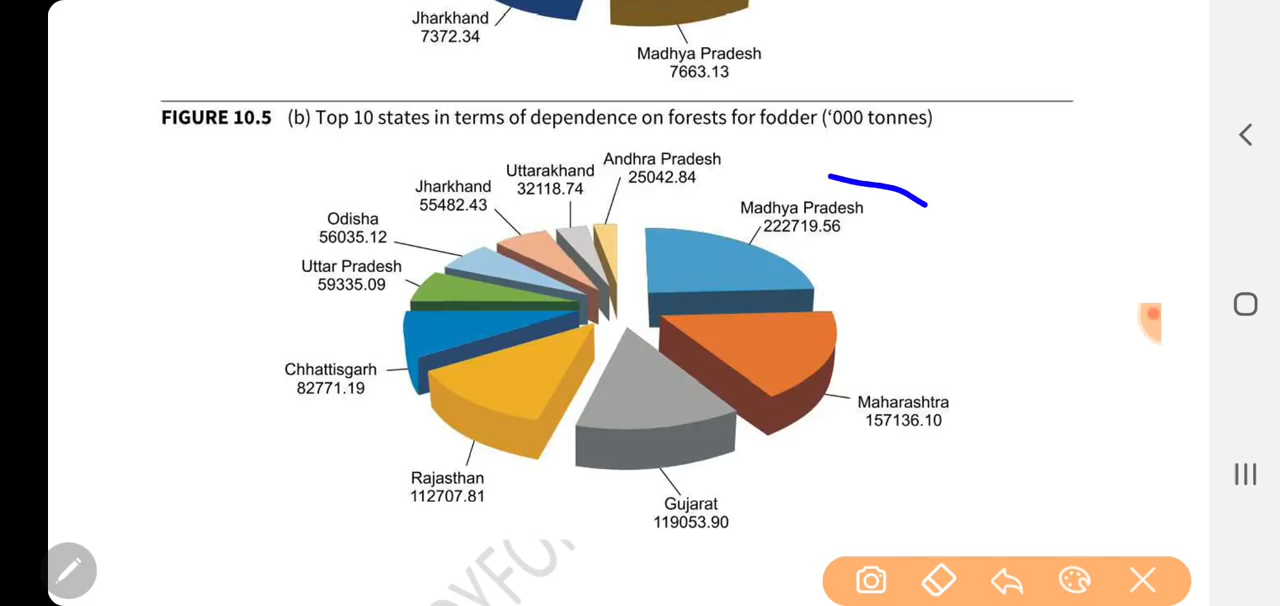 Jharkhand
7372.34
Madhya Pradesh
7663.13
FIGURE 10.5 (b) Top 10 states in terms of dependence on forests for fodder (‘000 tonnes)
Andhra Pradesh
25042.84
Uttarakhand
32118.74
Jharkhand
55482.43
Madhya Pradesh
222719.56
Odisha
56035.12
Uttar Pradesh
59335.09
Chhattisgarh
82771.19
Maharashtra
157136.10
Rajasthan
112707.81
Gujarat
119053.90